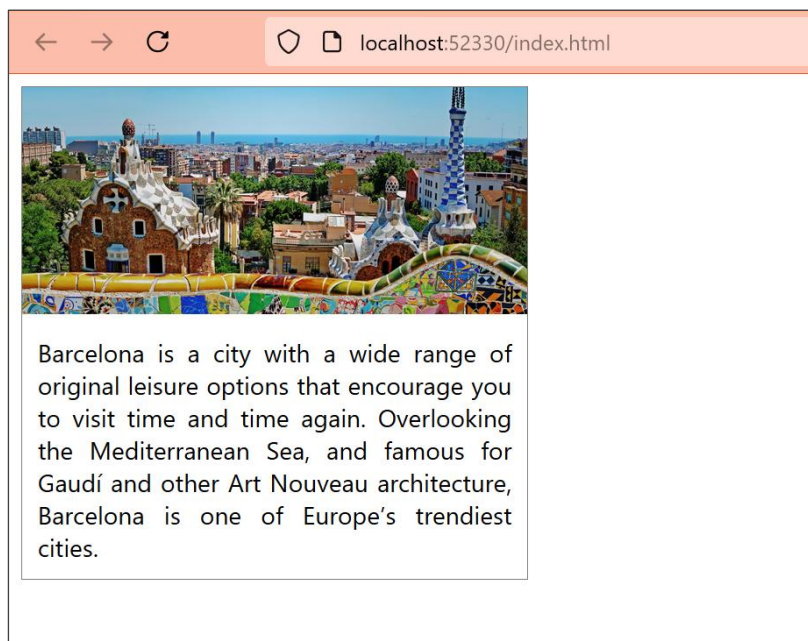 localhost:52330/index.html
Barcelona is a city with a wide range of
original leisure options that encourage you
to visit time and time again. Overlooking
the Mediterranean Sea, and famous for
Gaudí and other Art Nouveau architecture,
Barcelona is one of Europe’s trendiest
cities.